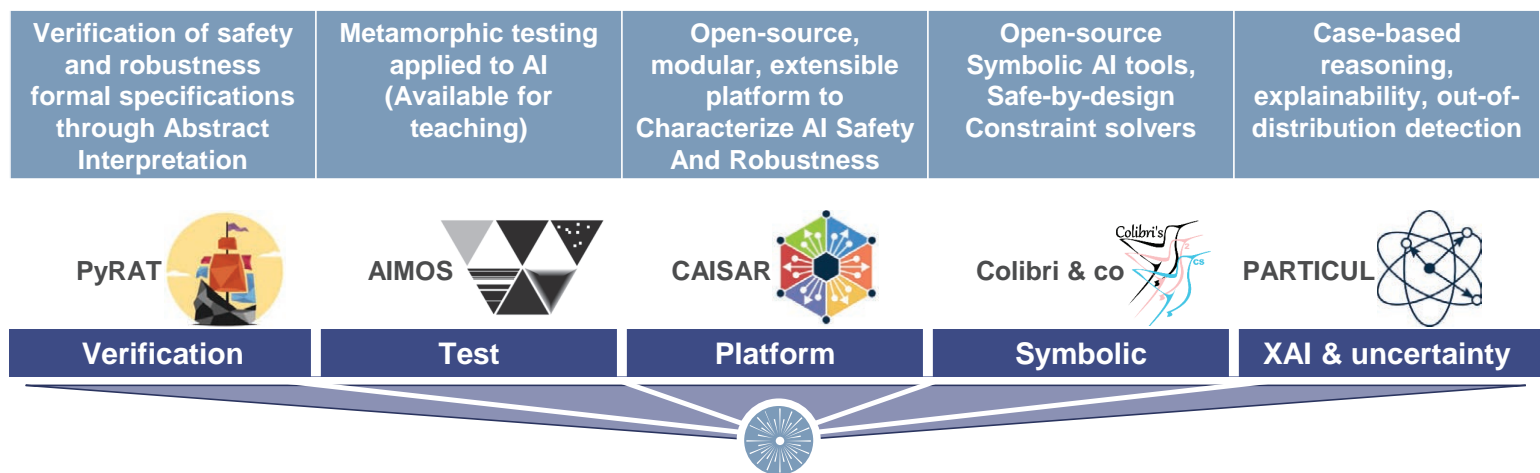 Verification of safety
and robustness
formal specifications
through Abstract
Interpretation
Metamorphic testing
applied to AI
(Available for
teaching)
Open-source,
modular, extensible
platform to
Characterize AI Safety
And Robustness
Open-source
Symbolic AI tools,
Safe-by-design
Constraint solvers
Case-based
reasoning,
explainability, out-of-
distribution detection
PyRAT
AIMOS
CAISAR
Colibri & co
Colibri's
2
CS
PARTICUL
Verification
Test
Platform
Symbolic
XAI & uncertainty